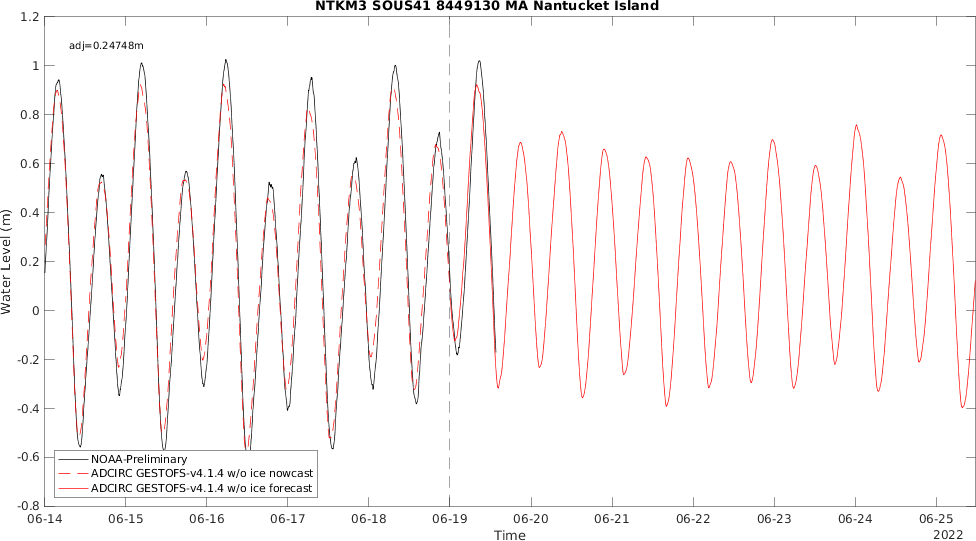 NTKM3 SOUS41 8449130 MA Nantucket Island
adj=0.24748m
Water Level (m)
1.2
1
0.8
0.6
0.4
0.2
0
-0.2
-0.4
-0.6
-0.8
NOAA-Preliminary
ADCIRC GESTOFS-v4.1.4 w/o ice nowcast
ADCIRC GESTOFS-v4.1.4 w/o ice forecast
06-14 06-15 06-16 06-17 06-18 06-19 06-20 06-21 06-22 06-23 06-24 06-25
Time
2022